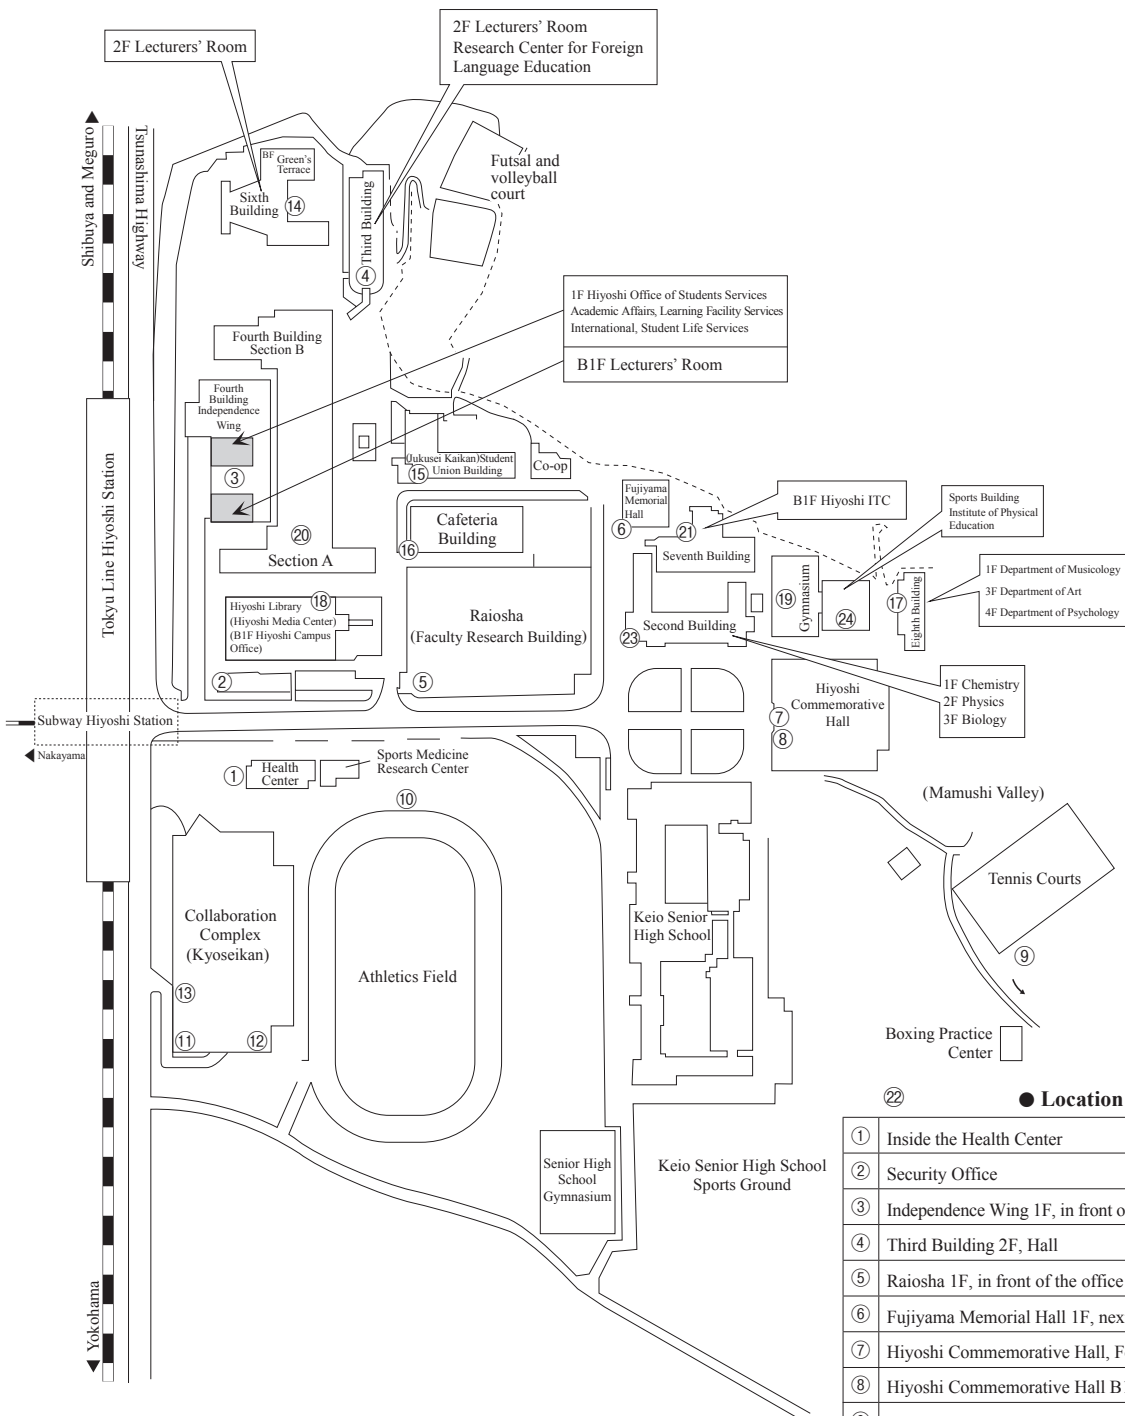 2F Lecturers' Room
2F Lecturers' Room
Research Center for Foreign
Language Education
Shibuya and Meguro
Tsunashima Highway
BF Green's
Terrace
Sixth
Building
⑭
Third Building
④
Futsal and
volleyball
court
1F Hiyoshi Office of Students Services
Academic Affairs, Learning Facility Services
International, Student Life Services
B1F Lecturers' Room
Fourth Building
Section B
Fourth
Building
Independence
Wing
③
⑳
Section A
(Jukusei Kaikan)Student
Union Building
⑮
Co-op
Cafeteria
Building
⑯
Fujiyama
Memorial
Hall
⑥
㉑
Seventh Building
B1F Hiyoshi ITC
Sports Building
Institute of Physical
Education
1F Department of Musicology
3F Department of Art
4F Department of Psychology
Gymnasium
⑲
㉔
⑰
Eighth Building
Second Building
㉓
1F Chemistry
2F Physics
3F Biology
Tokyu Line Hiyoshi Station
⑱
Hiyoshi Library
(Hiyoshi Media Center)
(B1F Hiyoshi Campus
Office)
②
Raiosha
(Faculty Research Building)
⑤
Hiyoshi
Commemorative
Hall
⑦
⑧
Subway Hiyoshi Station
Nakayama
①
Health
Center
Sports Medicine
Research Center
⑩
(Mamushi Valley)
Tennis Courts
⑨
Collaboration
Complex
(Kyoseikan)
⑬
⑪
⑫
Athletics Field
Keio Senior
High School
Boxing Practice
Center
Senior High
School
Gymnasium
Keio Senior High School
Sports Ground
Yokohama
㉒
● Location
① Inside the Health Center
② Security Office
③ Independence Wing 1F, in front o
④ Third Building 2F, Hall
⑤ Raiosha 1F, in front of the office
⑥ Fujiyama Memorial Hall 1F, nex
⑦ Hiyoshi Commemorative Hall, F
⑧ Hiyoshi Commemorative Hall B1